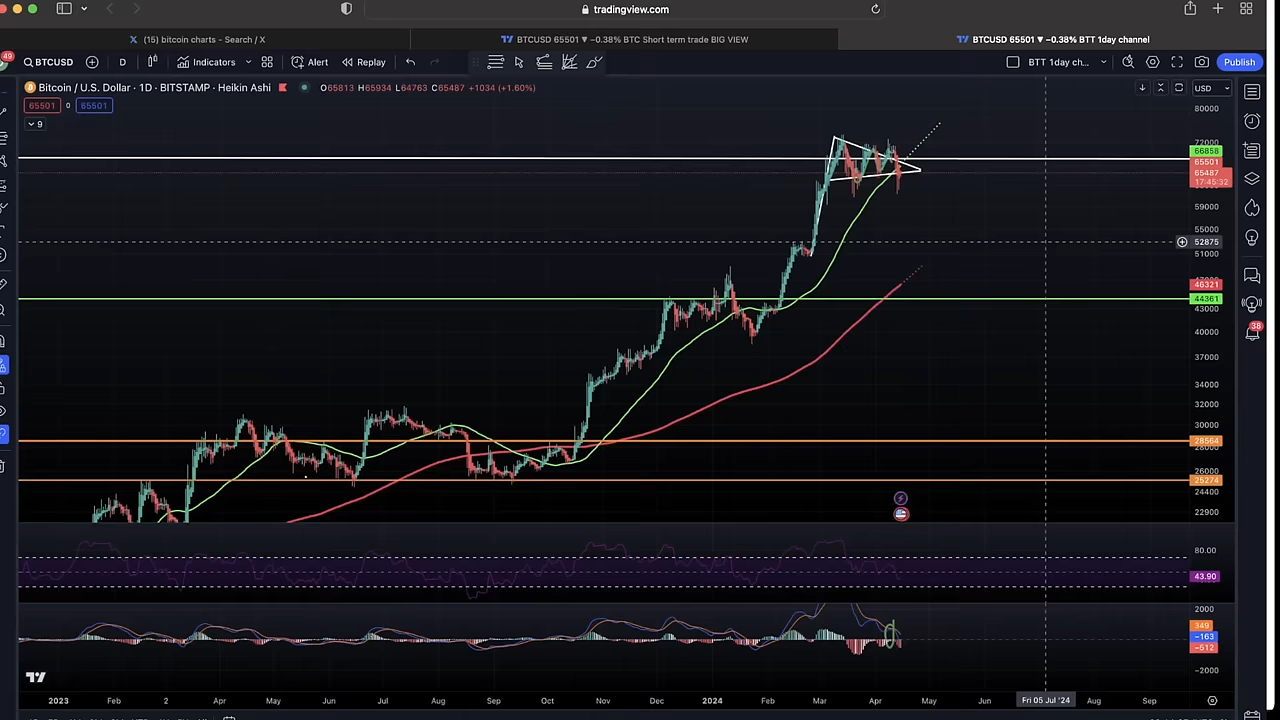 tradingview.com
(15) bitcoin charts - Search / X
BTCUSD 65501 ▼ −0.38% BTC Short term trade BIG VIEW
BTCUSD 65501 ▼ −0.38% BTT 1day channel
49
BTCUSD
D
Indicators
Alert
Replay
BTT 1day ch...
Publish
Bitcoin / U.S. Dollar · 1D · BITSTAMP · Heikin Ashi
O65813 H65934 L64763 C65487 +1034 (+1.60%)
USD
65501
0
65501
9
80000
72000
66858
65501
65487
17:45:32
59000
55000
52875
51000
46321
44361
43000
40000
37000
34000
32000
30000
28564
26000
25274
24400
22900
80.00
43.90
2000
349
−163
−512
−2000
38
2023
Feb
2
Apr
May
Jul
Aug
Sep
Oct
Nov
Dec
2024
Feb
Mar
Apr
May
Jun
Fri 05 Jul '24
Aug
Sep